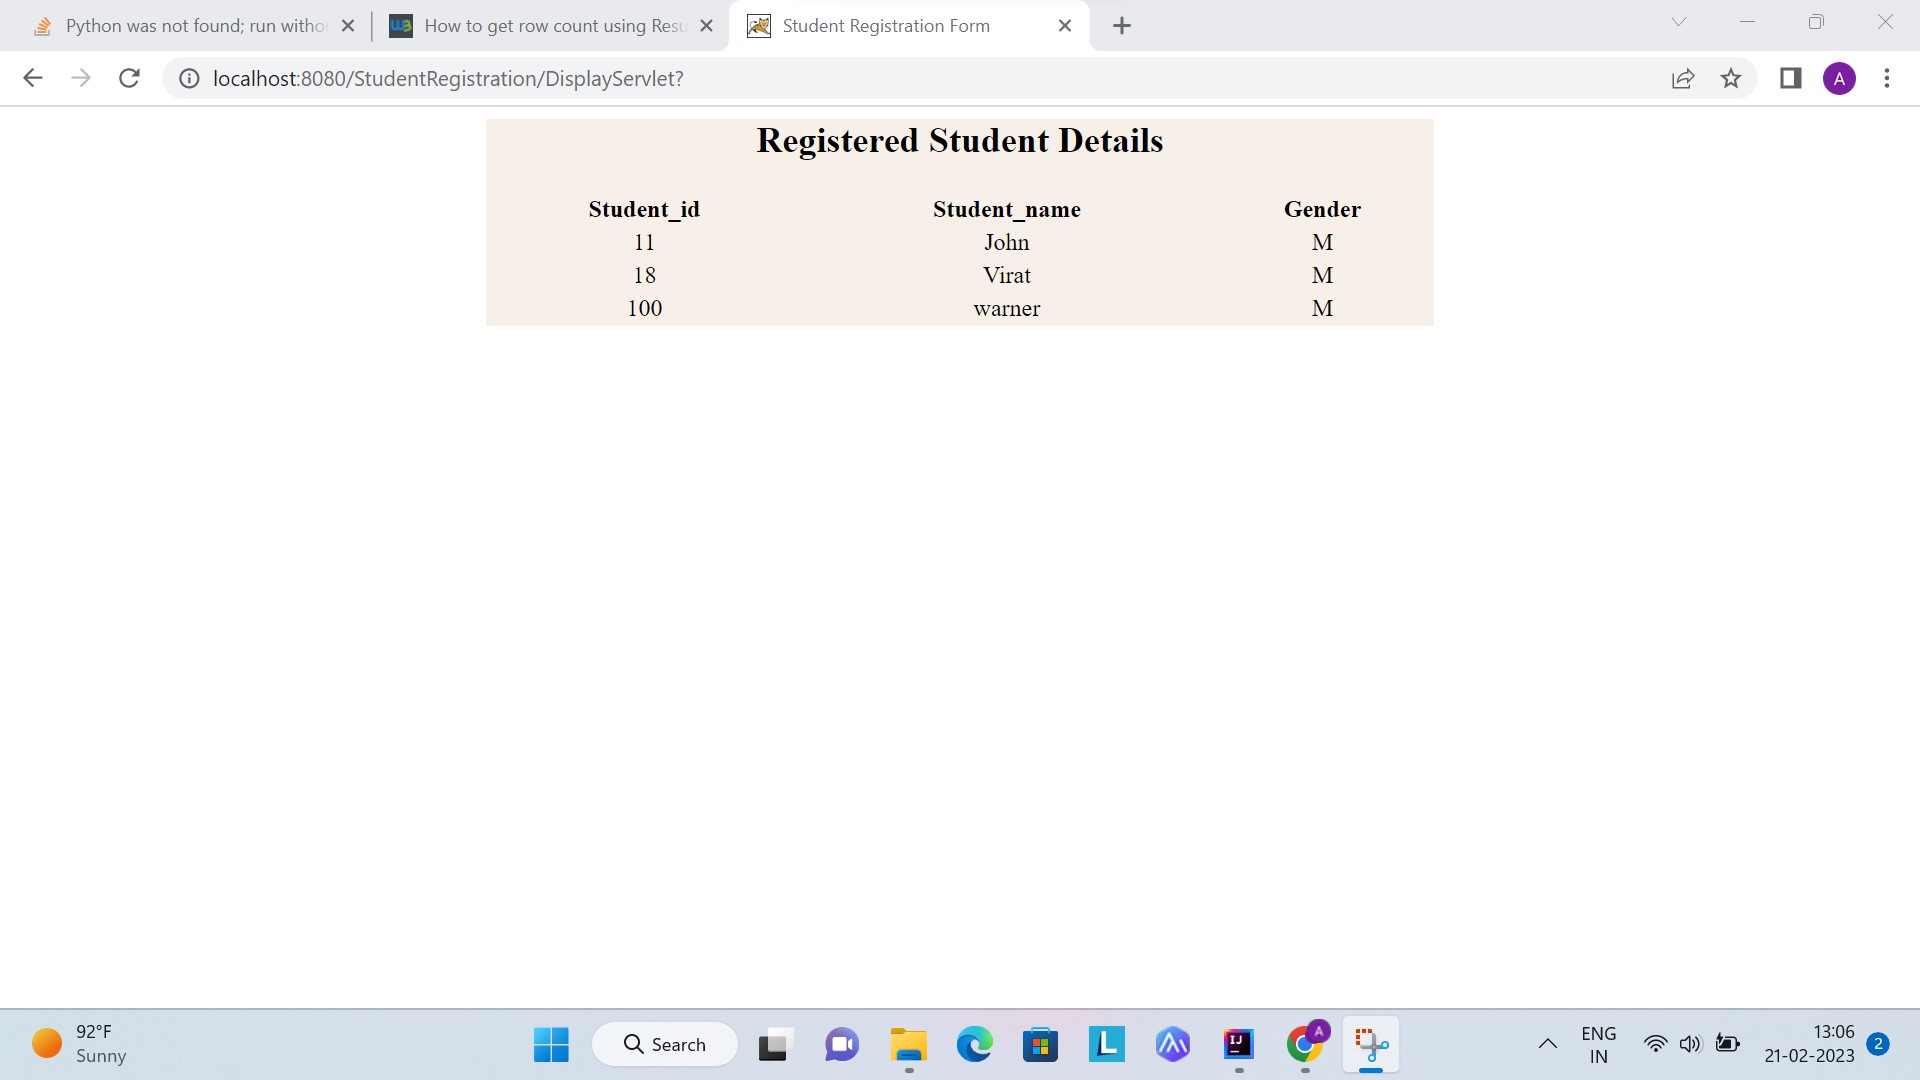 Python was not found; run witho
How to get row count using Resu
Student Registration Form
localhost:8080/StudentRegistration/DisplayServlet?
A
Registered Student Details
Student_id Student_name Gender
11 John M
18 Virat M
100 warner M
92°F
Sunny
Search
L
IJ
A
ENG
IN
13:06
21-02-2023
2